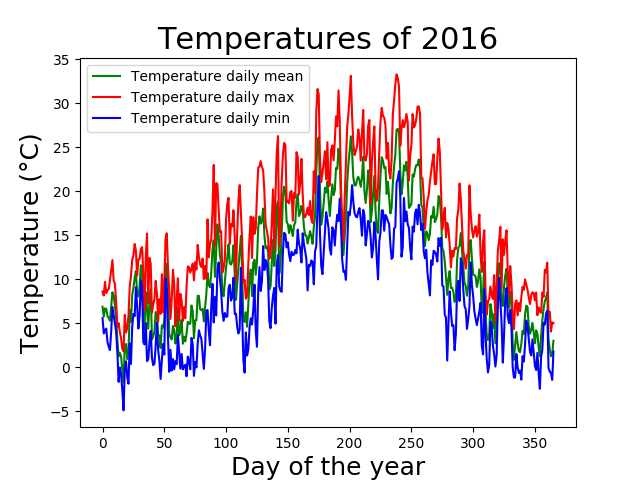 Temperatures of 2016
Temperature daily mean
Temperature daily max
Temperature daily min
Temperature (°C)
35
30
25
20
15
10
5
0
−5
0 50 100 150 200 250 300 350
Day of the year